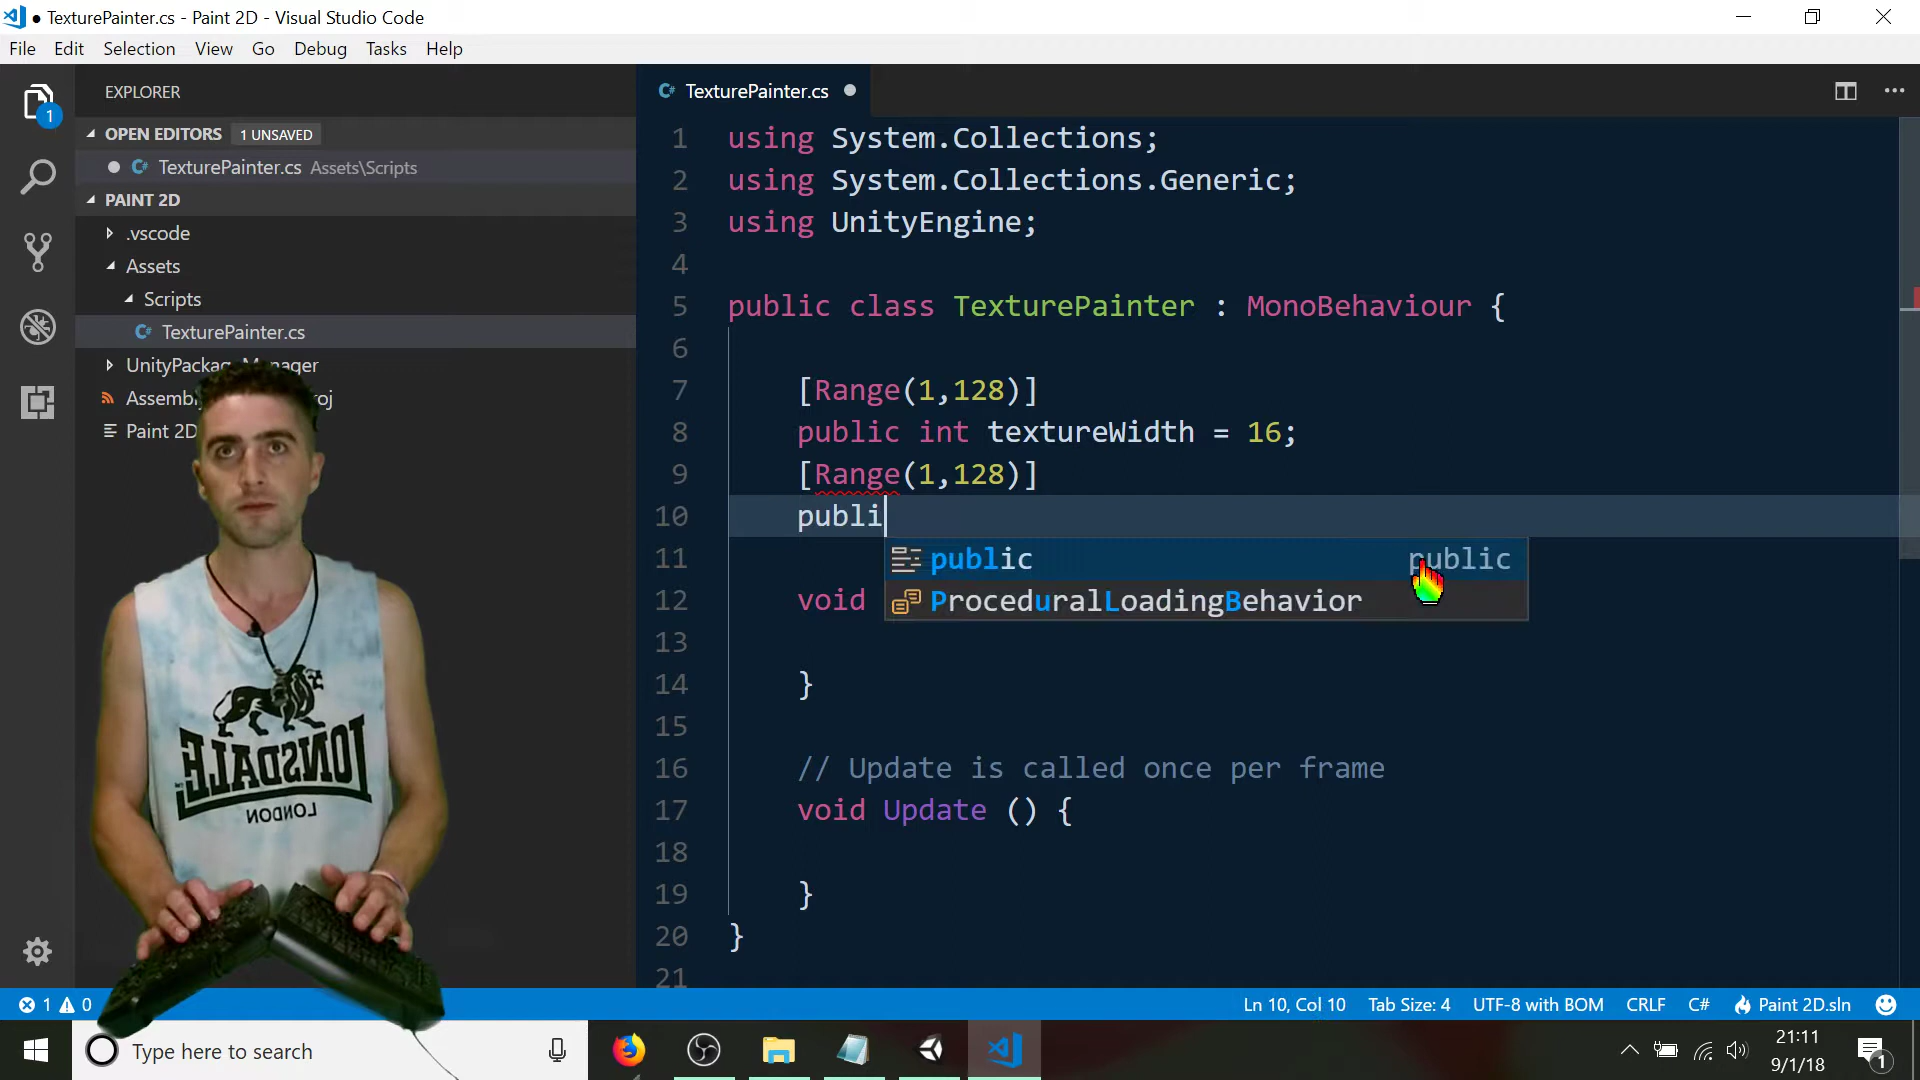 TexturePainter.cs - Paint 2D - Visual Studio Code
File Edit Selection View Go Debug Tasks Help
EXPLORER
OPEN EDITORS 1 UNSAVED
TexturePainter.cs Assets\Scripts
PAINT 2D
.vscode
Assets
Scripts
TexturePainter.cs
Assembly
Paint 2D
1
TexturePainter.cs
1 using System.Collections;
2 using System.Collections.Generic;
3 using UnityEngine;
4
5 public class TexturePainter : MonoBehaviour {
6
7 [Range(1,128)]
8 public int textureWidth = 16;
9 [Range(1,128)]
10 publi
11 public public
12 void ProceduralLoadingBehavior
13
14 }
15
16 // Update is called once per frame
17 void Update () {
18
19 }
20 }
21
LONSDALE
LONDON
1 0 Ln 10, Col 10 Tab Size: 4 UTF-8 with BOM CRLF C# Paint 2D.sln
Type here to search
21:11
9/1/18
1